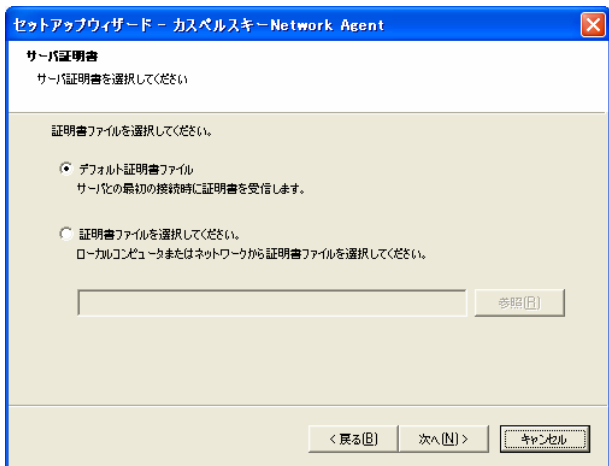 セットアップウィザード - カスペルスキーNetwork Agent
サーバ証明書
サーバ証明書を選択してください
証明書ファイルを選択してください。
デフォルト証明書ファイル
サーバとの最初の接続時に証明書を受信します。
証明書ファイルを選択してください。
ローカルコンピュータまたはネットワークから証明書ファイルを選択してください。
参照(R)
< 戻る(B) 次へ(N) > キャンセル